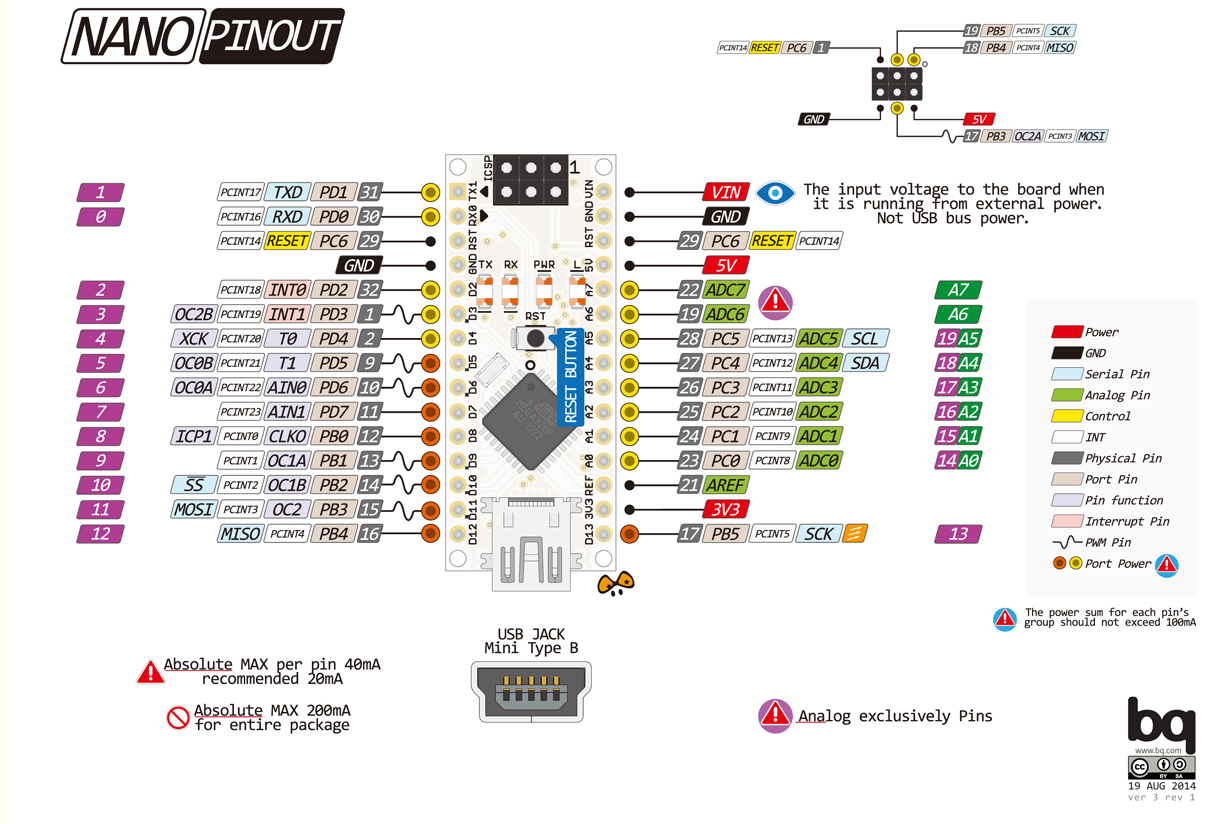 NANO PINOUT
PCINT14 RESET PC6 1
19 PB5 PCINT5 SCK
18 PB4 PCINT4 MISO
GND
5V
17 PB3 OC2A PCINT3 MOSI
1 PCINT17 TXD PD1 31
0 PCINT16 RXD PD0 30
PCINT14 RESET PC6 29
GND
2 PCINT18 INT0 PD2 32
3 OC2B PCINT19 INT1 PD3 1
4 XCK PCINT20 T0 PD4 2
5 OC0B PCINT21 T1 PD5 9
6 OC0A PCINT22 AIN0 PD6 10
7 PCINT23 AIN1 PD7 11
8 ICP1 PCINT0 CLKO PB0 12
9 PCINT1 OC1A PB1 13
10 SS PCINT2 OC1B PB2 14
11 MOSI PCINT3 OC2 PB3 15
12 MISO PCINT4 PB4 16
ICSP
1
TX1
RX0
RST
GND
D2
D3
D4
D5
D6
D7
D8
D9
D10
D11
D12
TX RX PWR L
RST
RESET BUTTON
VIN
GND
RST
5V
A7
A6
A5
A4
A3
A2
A1
A0
REF
3V3
D13
VIN
The input voltage to the board when
it is running from external power.
Not USB bus power.
GND
29 PC6 RESET PCINT14
5V
22 ADC7 A7
19 ADC6 A6
28 PC5 PCINT13 ADC5 SCL 19 A5
27 PC4 PCINT12 ADC4 SDA 18 A4
26 PC3 PCINT11 ADC3 17 A3
25 PC2 PCINT10 ADC2 16 A2
24 PC1 PCINT9 ADC1 15 A1
23 PC0 PCINT8 ADC0 14 A0
21 AREF
3V3
17 PB5 PCINT5 SCK 13
Power
GND
Serial Pin
Analog Pin
Control
INT
Physical Pin
Port Pin
Pin function
Interrupt Pin
PWM Pin
Port Power
The power sum for each pin's
group should not exceed 100mA
USB JACK
Mini Type B
Absolute MAX per pin 40mA
recommended 20mA
Absolute MAX 200mA
for entire package
Analog exclusively Pins
bq
www.bq.com
cc BY SA
19 AUG 2014
ver 3 rev 1